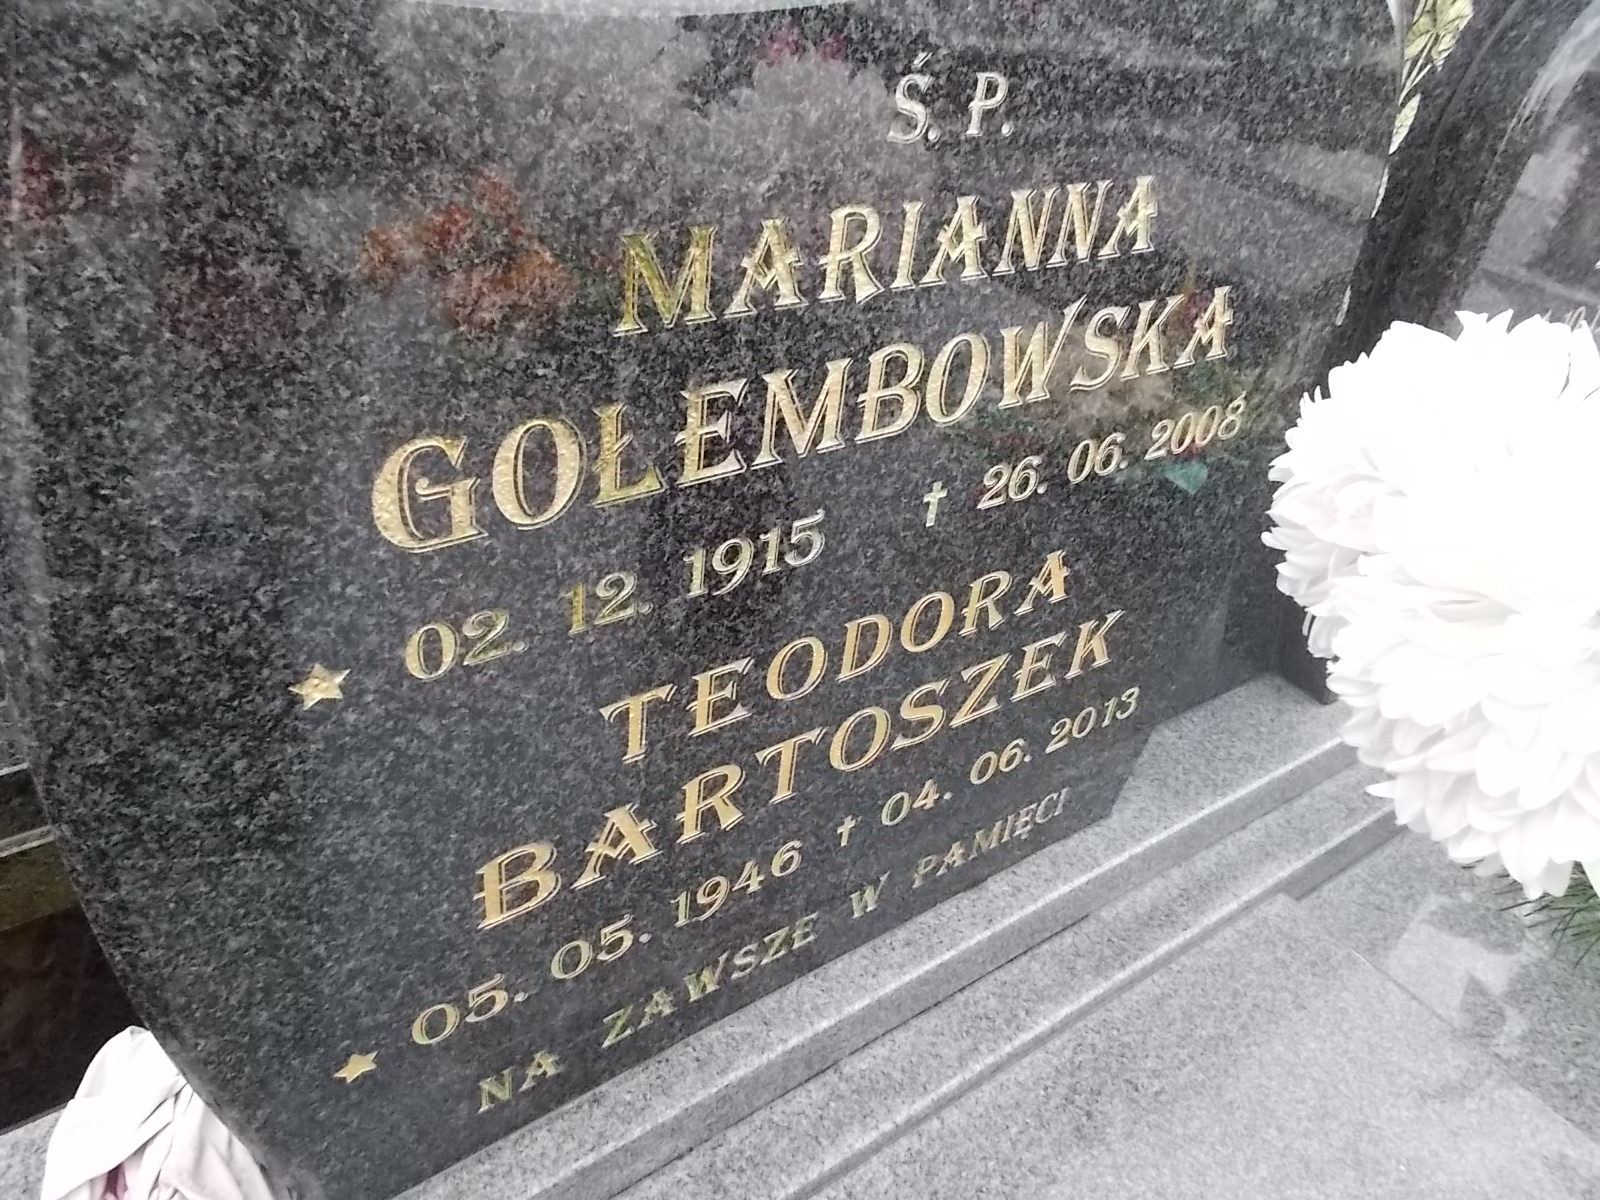 Ś. P.
MARIANNA
GOŁEMBOWSKA
02. 12. 1915 † 26. 06. 2008
TEODORA
BARTOSZEK
05. 05. 1946 † 04. 06. 2013
NA ZAWSZE W PAMIĘCI